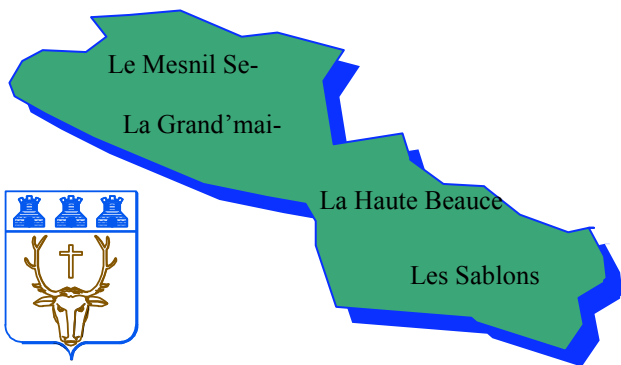 Le Mesnil Se-
La Grand'mai-
La Haute Beauce
Les Sablons